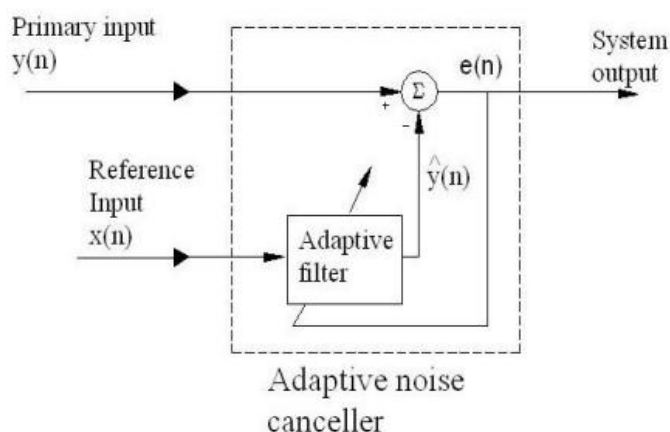 Primary input
y(n)
System
output
e(n)
Σ
+
-
ŷ(n)
Reference
Input
x(n)
Adaptive
filter
Adaptive noise
canceller